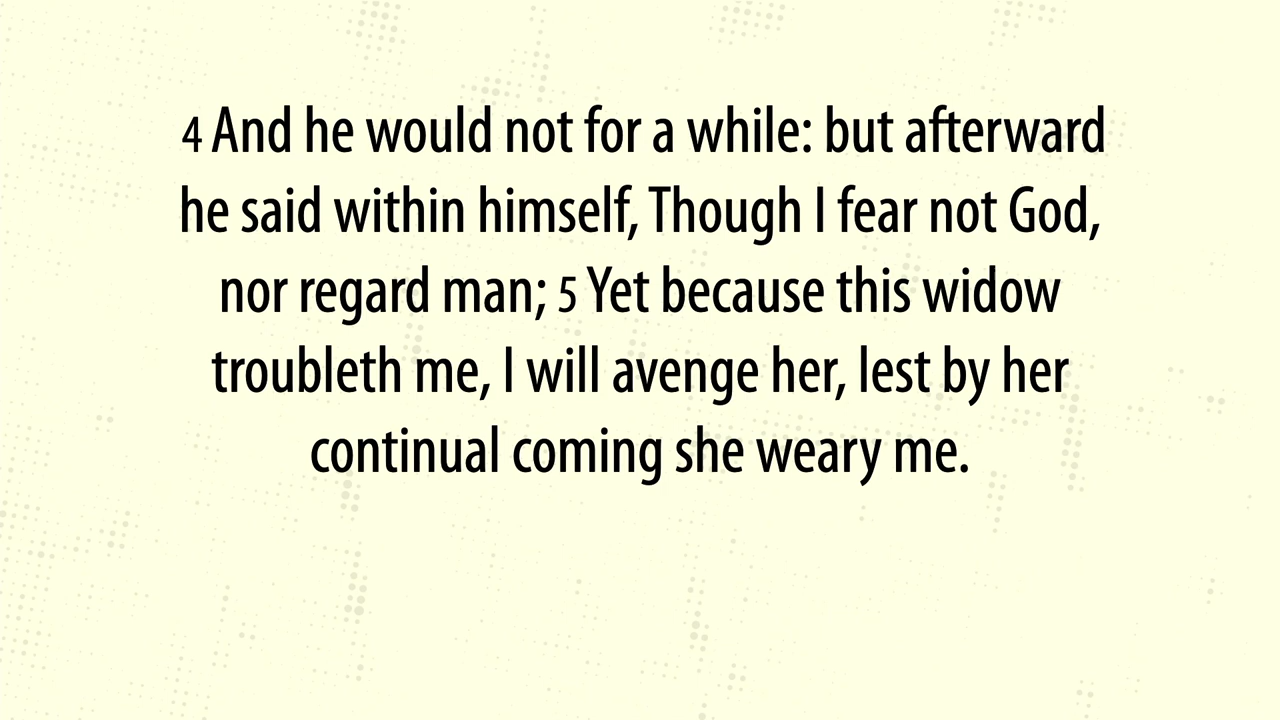 4 And he would not for a while: but afterward
he said within himself, Though I fear not God,
nor regard man; 5 Yet because this widow
troubleth me, I will avenge her, lest by her
continual coming she weary me.